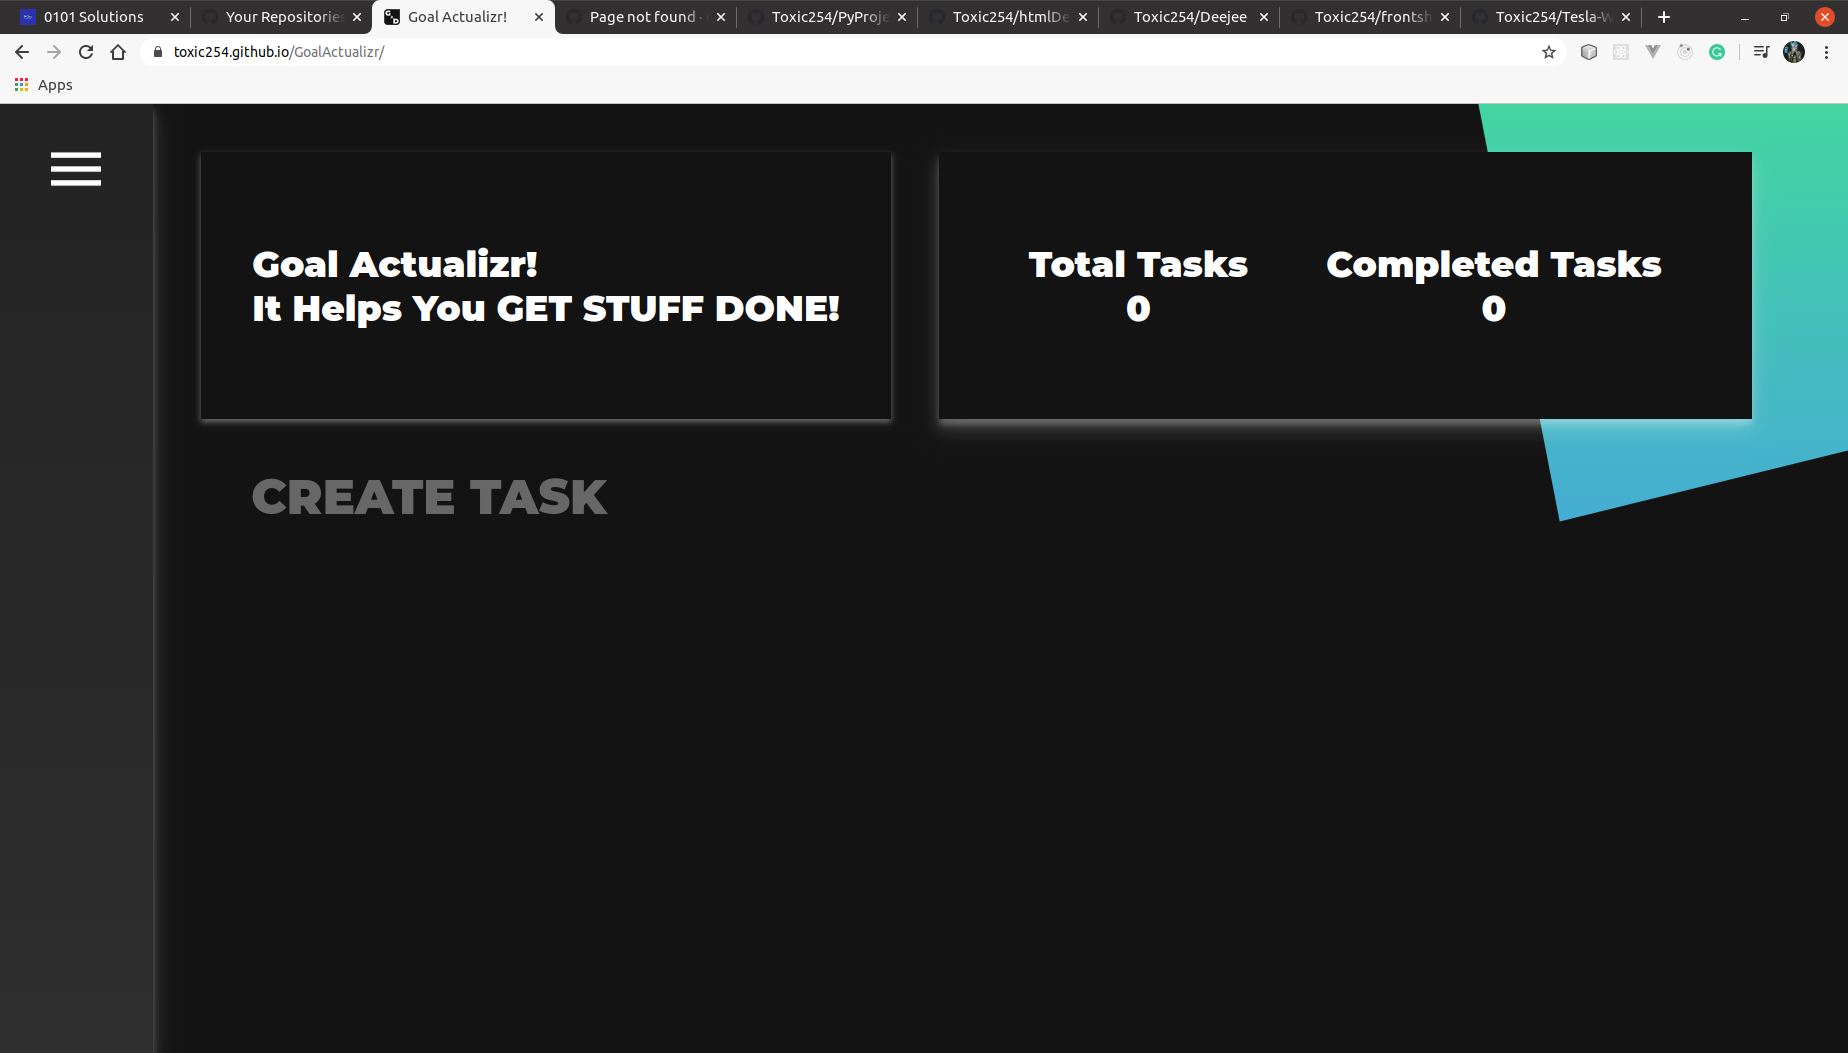 0101 Solutions
Your Repositories
Goal Actualizr!
Page not found ·
Toxic254/PyProje
Toxic254/htmlDe
Toxic254/Deejee
Toxic254/frontsh
Toxic254/Tesla-W
toxic254.github.io/GoalActualizr/
Apps
Goal Actualizr!
It Helps You GET STUFF DONE!
Total Tasks
0
Completed Tasks
0
CREATE TASK